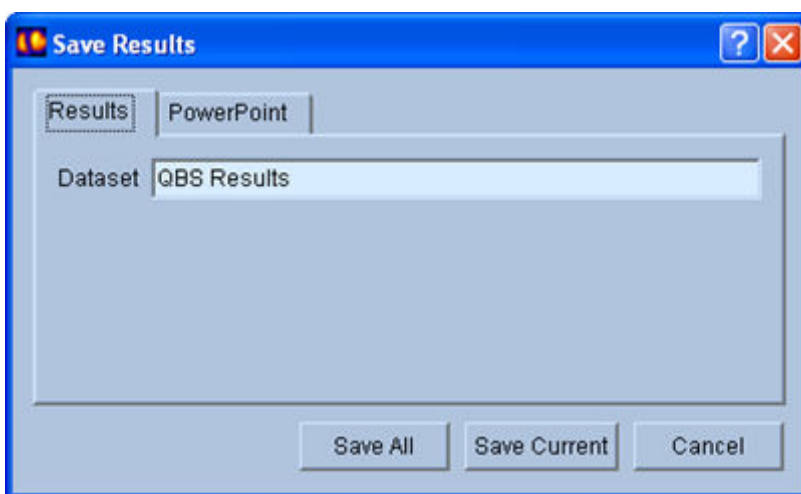 Save Results
Results PowerPoint
Dataset QBS Results
Save All Save Current Cancel